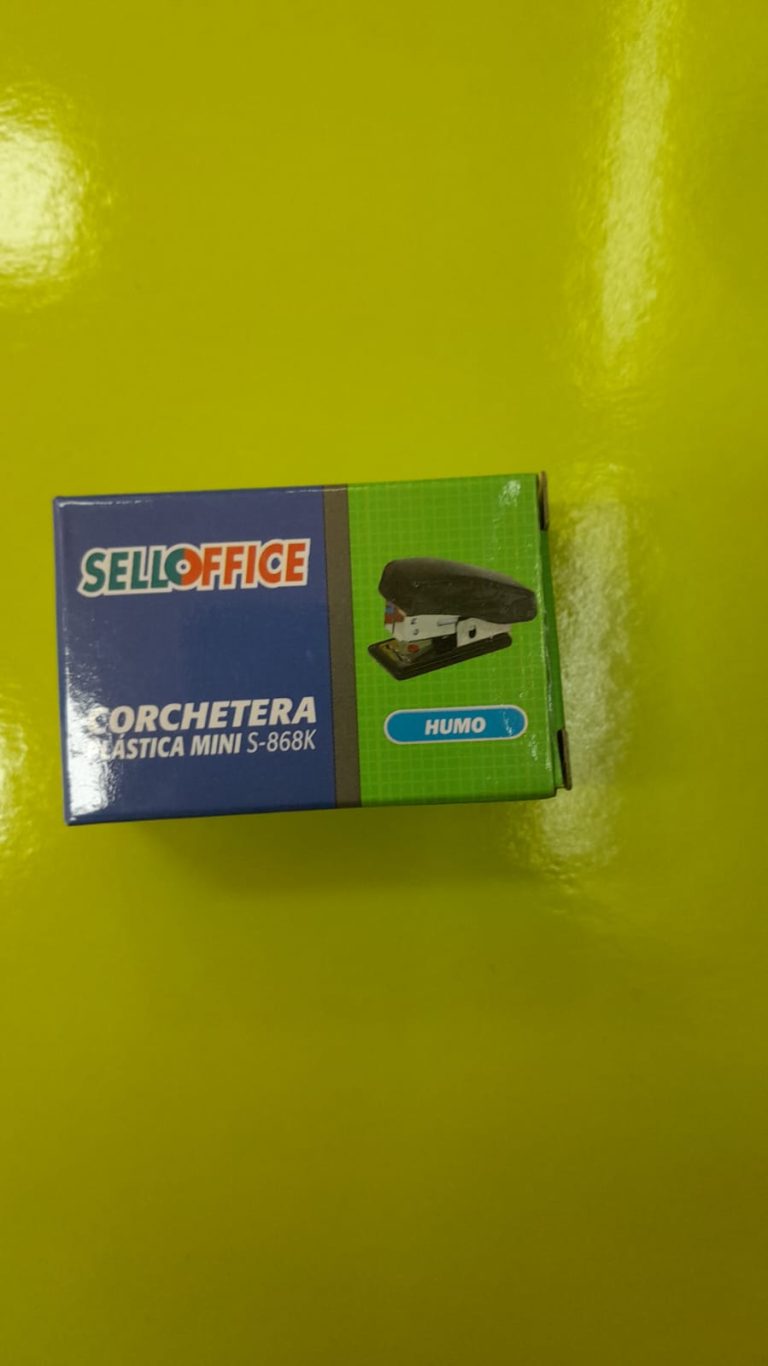 SELLOFFICE
CORCHETERA
PLÁSTICA MINI S-868K
HUMO